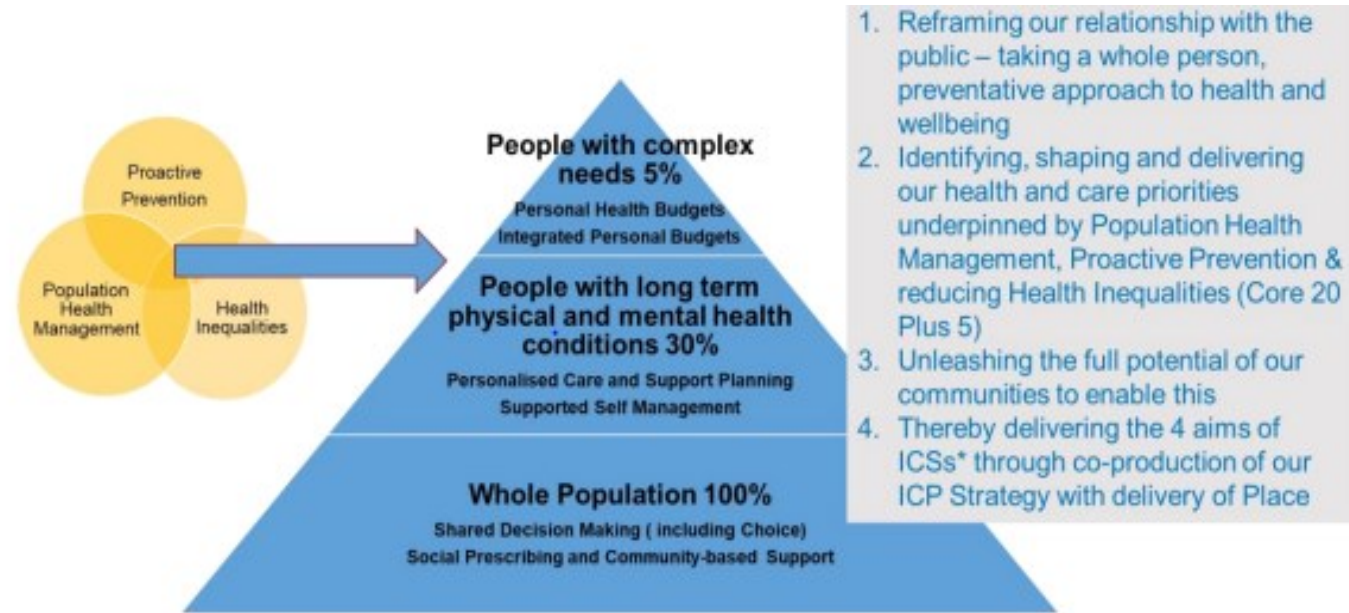 Proactive
Prevention
Population
Health
Management
Health
Inequalities
People with complex
needs 5%
Personal Health Budgets
Integrated Personal Budgets
People with long term
physical and mental health
conditions 30%
Personalised Care and Support Planning
Supported Self Management
Whole Population 100%
Shared Decision Making ( including Choice)
Social Prescribing and Community-based Support
1. Reframing our relationship with the
public – taking a whole person,
preventative approach to health and
wellbeing
2. Identifying, shaping and delivering
our health and care priorities
underpinned by Population Health
Management, Proactive Prevention &
reducing Health Inequalities (Core 20
Plus 5)
3. Unleashing the full potential of our
communities to enable this
4. Thereby delivering the 4 aims of
ICSs* through co-production of our
ICP Strategy with delivery of Place